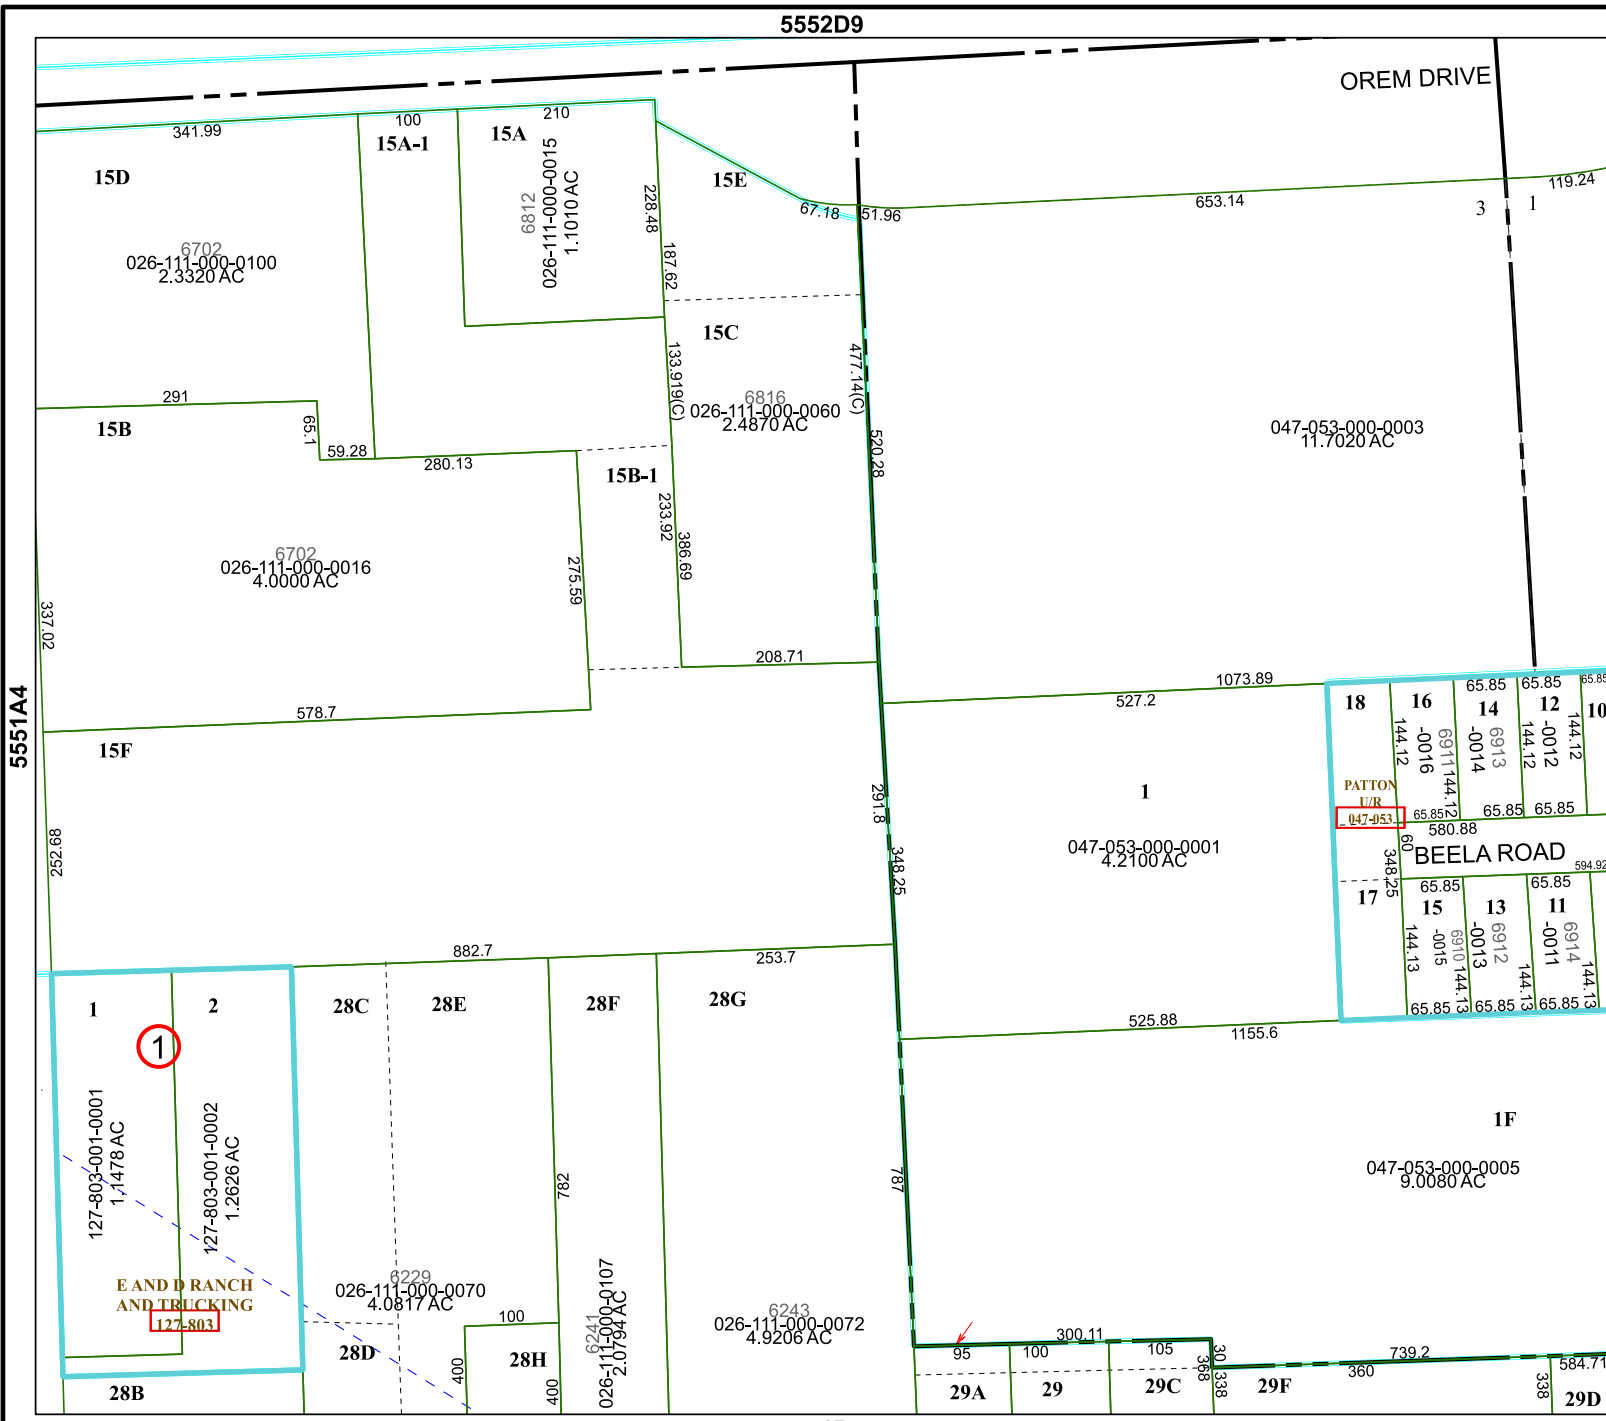 5552D9
5551A4
OREM DRIVE
341.99
100
210
15D
15A-1
15A
15E
6702
026-111-000-0100
2.3320 AC
6812
026-111-000-0015
1.1010 AC
228.48
187.62
67.18
51.96
653.14
119.24
3
1
291
15B
65.1
59.28
280.13
15C
133.919(C)
6816
026-111-000-0060
2.4870 AC
477.14(C)
520.28
047-053-000-0003
11.7020 AC
15B-1
233.92
386.69
6702
026-111-000-0016
4.0000 AC
275.59
337.02
208.71
578.7
15F
252.68
1073.89
527.2
291.8
348.25
1
047-053-000-0001
4.2100 AC
18
16
14
12
10
65.85
65.85
65.85
144.12
-0016
6911
144.12
-0014
6913
144.12
-0012
144.12
PATTON
U/R
047-053
65.85
65.85
65.85
580.88
60
BEELA ROAD
348.25
594.92
17
65.85
65.85
15
13
11
144.13
-0015
6910
144.13
-0013
6912
144.13
-0011
6914
144.13
65.85
65.85
65.85
525.88
1155.6
882.7
253.7
1
2
28C
28E
28F
28G
1
127-803-001-0001
1.1478 AC
127-803-001-0002
1.2626 AC
E AND D RANCH
AND TRUCKING
127-803
28B
6229
026-111-000-0070
4.0817 AC
28D
100
28H
400
400
782
6241
026-111-000-0107
2.0794 AC
6243
026-111-000-0072
4.9206 AC
787
1F
047-053-000-0005
9.0080 AC
300.11
95
100
105
368
30
338
739.2
360
584.71
338
29A
29
29C
29F
29D